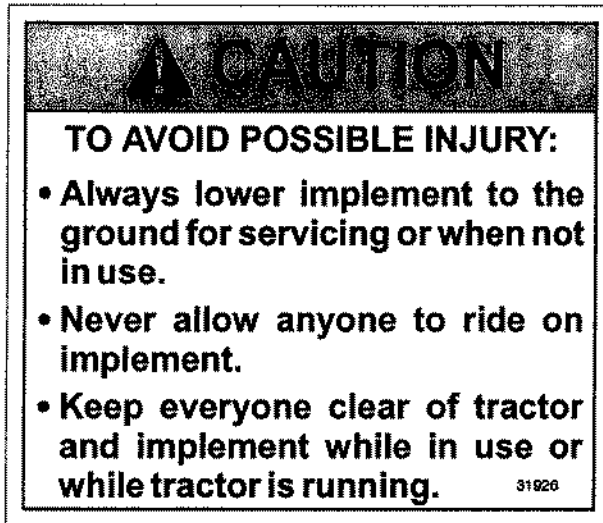 CAUTION
TO AVOID POSSIBLE INJURY:
• Always lower implement to the
ground for servicing or when not
in use.
• Never allow anyone to ride on
implement.
• Keep everyone clear of tractor
and implement while in use or
while tractor is running. 31926